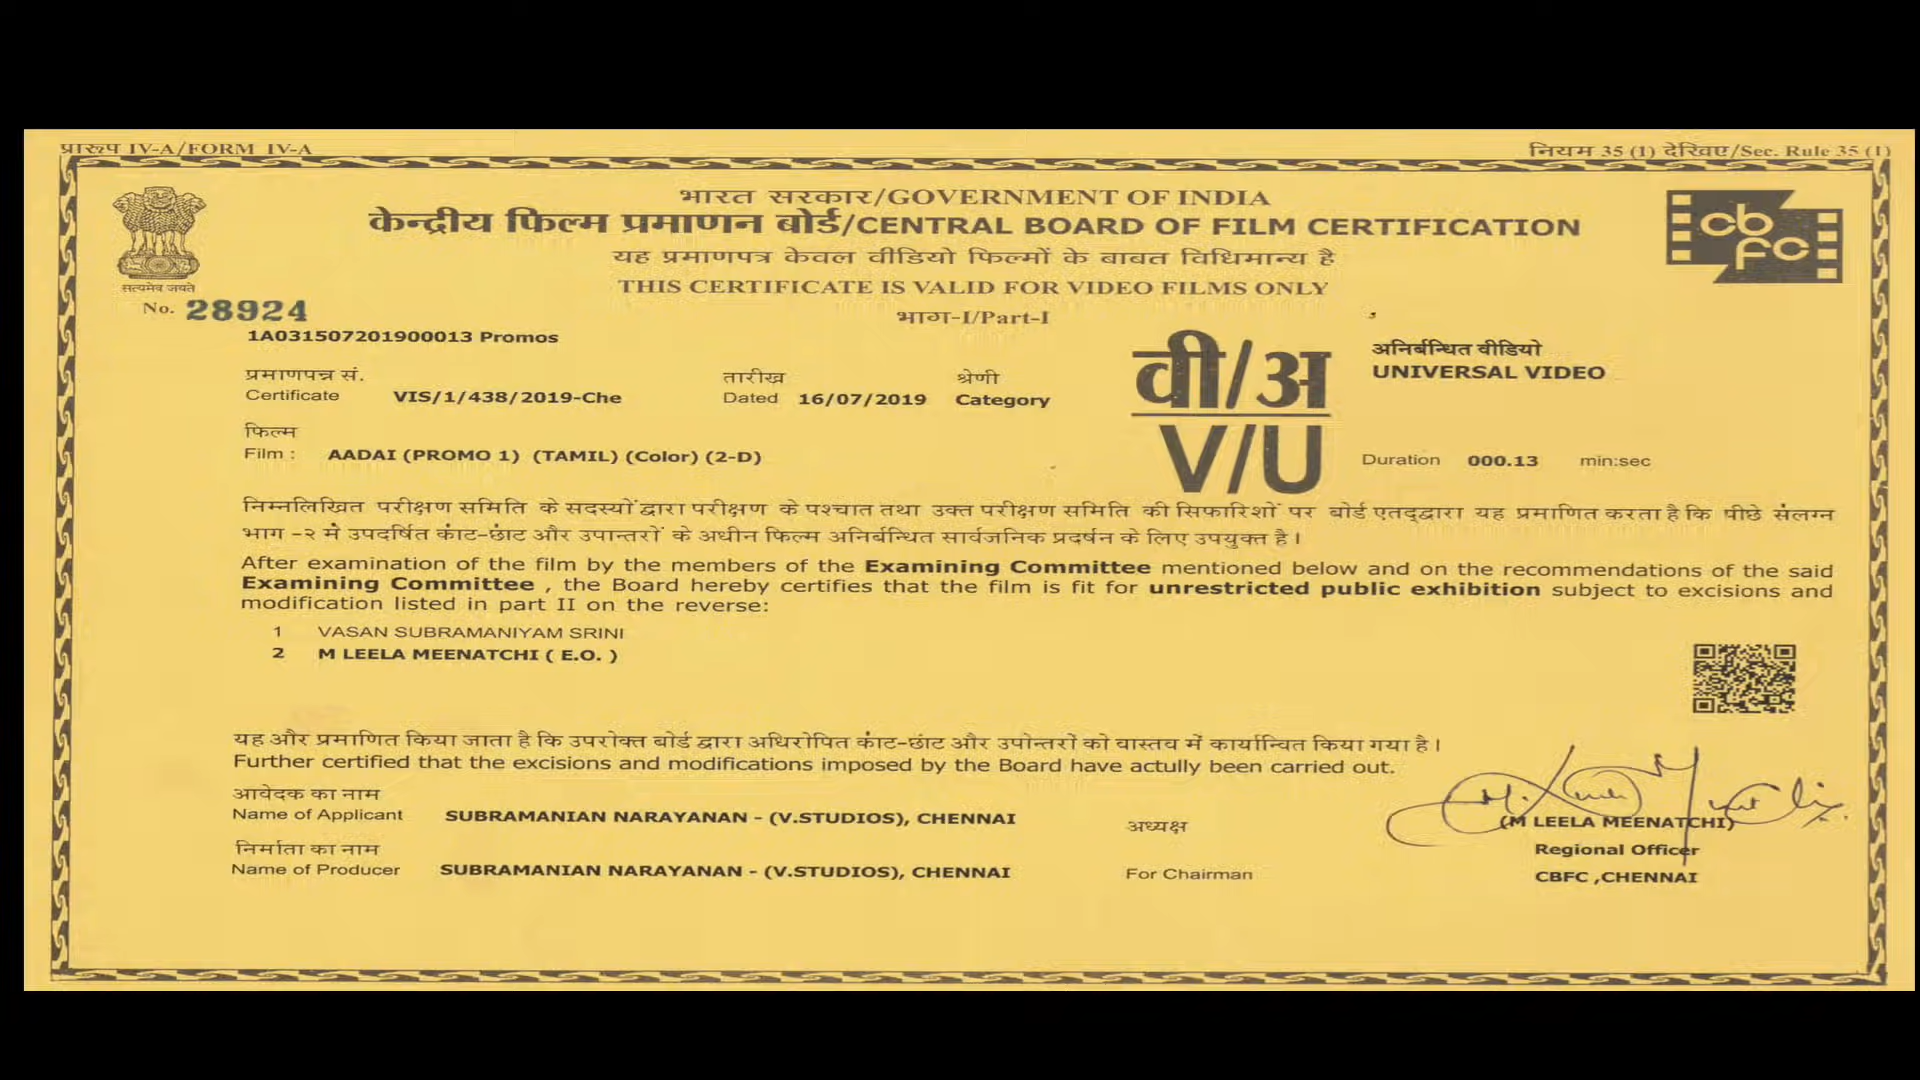 प्रारूप IV-A/FORM IV-A
नियम 35 (1) देखिए/Sec. Rule 35 (1)
भारत सरकार/GOVERNMENT OF INDIA
केन्द्रीय फिल्म प्रमाणन बोर्ड/CENTRAL BOARD OF FILM CERTIFICATION
cb
fc
यह प्रमाणपत्र केवल वीडियो फिल्मों के बाबत विधिमान्य है
THIS CERTIFICATE IS VALID FOR VIDEO FILMS ONLY
सत्यमेव जयते
No. 28924
भाग-I/Part-I
1A031507201900013 Promos
वी/अ
V/U
अनिर्बन्धित वीडियो
UNIVERSAL VIDEO
प्रमाणपत्र सं. तारीख श्रेणी
Certificate VIS/1/438/2019-Che Dated 16/07/2019 Category
फिल्म
Film : AADAI (PROMO 1) (TAMIL) (Color) (2-D)
Duration 000.13 min:sec
निम्नलिखित परीक्षण समिति के सदस्यों द्वारा परीक्षण के पश्चात तथा उक्त परीक्षण समिति की सिफारिशों पर बोर्ड एतद्द्वारा यह प्रमाणित करता है कि पीछे संलग्न
भाग -२ में उपदर्षित कांट-छांट और उपान्तरों के अधीन फिल्म अनिर्बन्धित सार्वजनिक प्रदर्षन के लिए उपयुक्त है।
After examination of the film by the members of the Examining Committee mentioned below and on the recommendations of the said
Examining Committee , the Board hereby certifies that the film is fit for unrestricted public exhibition subject to excisions and
modification listed in part II on the reverse:
1 VASAN SUBRAMANIYAM SRINI
2 M LEELA MEENATCHI ( E.O. )
यह और प्रमाणित किया जाता है कि उपरोक्त बोर्ड द्वारा अधिरोपित कांट-छांट और उपोन्तरों को वास्तव में कार्यान्वित किया गया है।
Further certified that the excisions and modifications imposed by the Board have actully been carried out.
आवेदक का नाम
Name of Applicant SUBRAMANIAN NARAYANAN - (V.STUDIOS), CHENNAI
अध्यक्ष
(M LEELA MEENATCHI)
निर्माता का नाम
Name of Producer SUBRAMANIAN NARAYANAN - (V.STUDIOS), CHENNAI
For Chairman
Regional Officer
CBFC ,CHENNAI